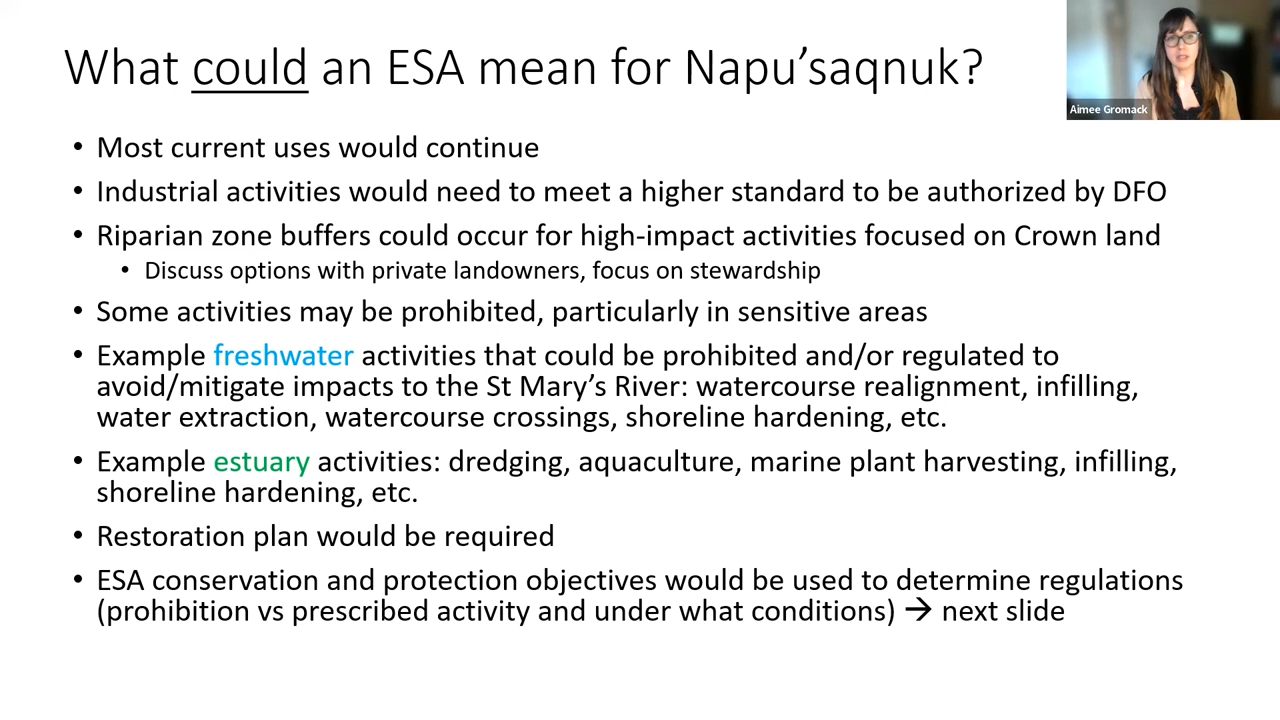 What could an ESA mean for Napu’saqnuk?
Aimee Gromack
• Most current uses would continue
• Industrial activities would need to meet a higher standard to be authorized by DFO
• Riparian zone buffers could occur for high-impact activities focused on Crown land
• Discuss options with private landowners, focus on stewardship
• Some activities may be prohibited, particularly in sensitive areas
• Example freshwater activities that could be prohibited and/or regulated to
avoid/mitigate impacts to the St Mary’s River: watercourse realignment, infilling,
water extraction, watercourse crossings, shoreline hardening, etc.
• Example estuary activities: dredging, aquaculture, marine plant harvesting, infilling,
shoreline hardening, etc.
• Restoration plan would be required
• ESA conservation and protection objectives would be used to determine regulations
(prohibition vs prescribed activity and under what conditions) → next slide